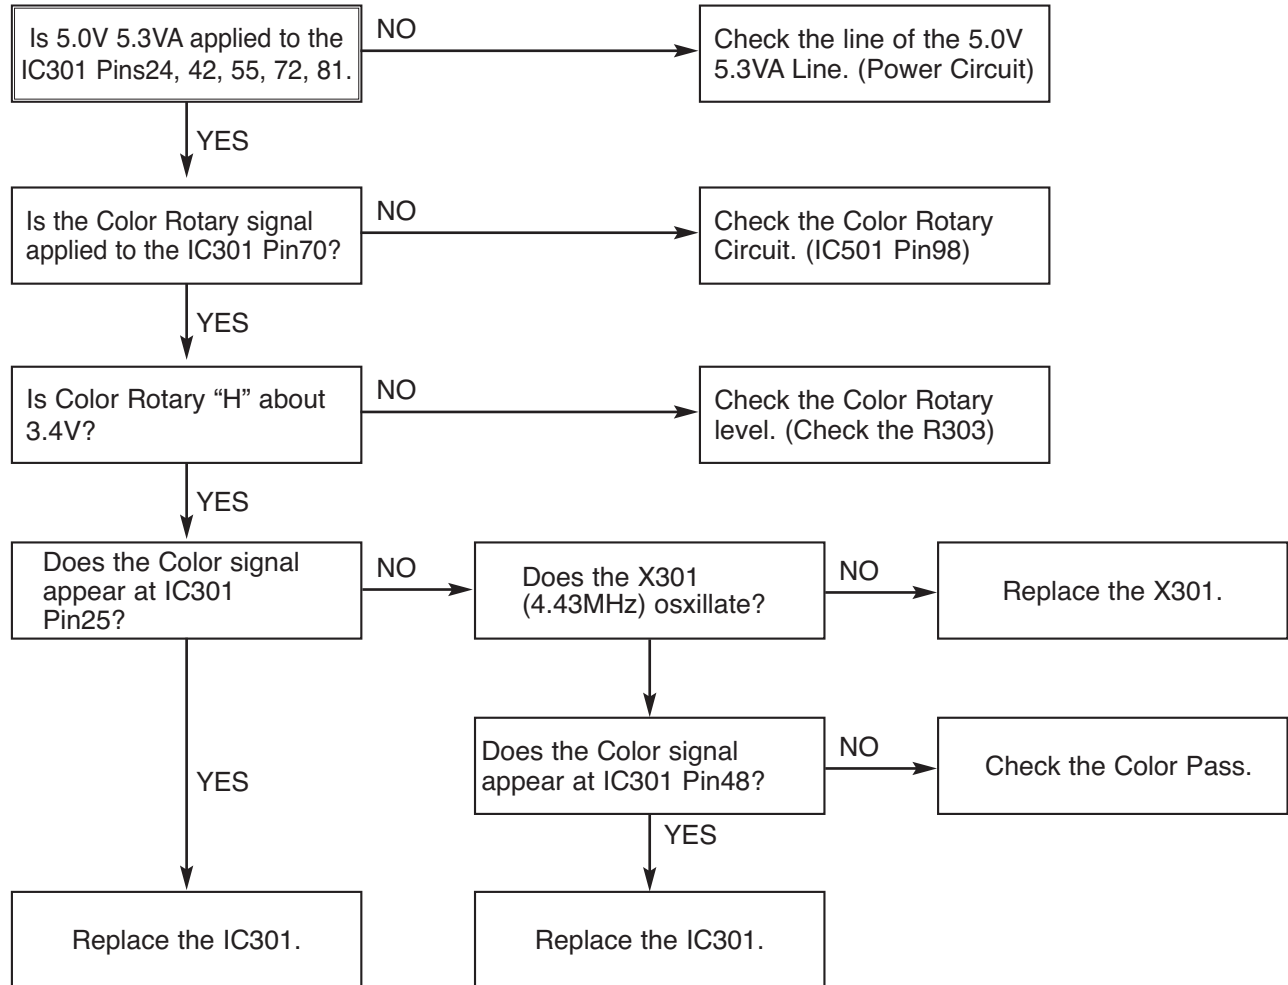 Is 5.0V 5.3VA applied to the
IC301 Pins24, 42, 55, 72, 81.
NO
Check the line of the 5.0V
5.3VA Line. (Power Circuit)
YES
Is the Color Rotary signal
applied to the IC301 Pin70?
NO
Check the Color Rotary
Circuit. (IC501 Pin98)
YES
Is Color Rotary “H” about
3.4V?
NO
Check the Color Rotary
level. (Check the R303)
YES
Does the Color signal
appear at IC301
Pin25?
NO
Does the X301
(4.43MHz) osxillate?
NO
Replace the X301.
Does the Color signal
appear at IC301 Pin48?
NO
Check the Color Pass.
YES
YES
Replace the IC301.
Replace the IC301.